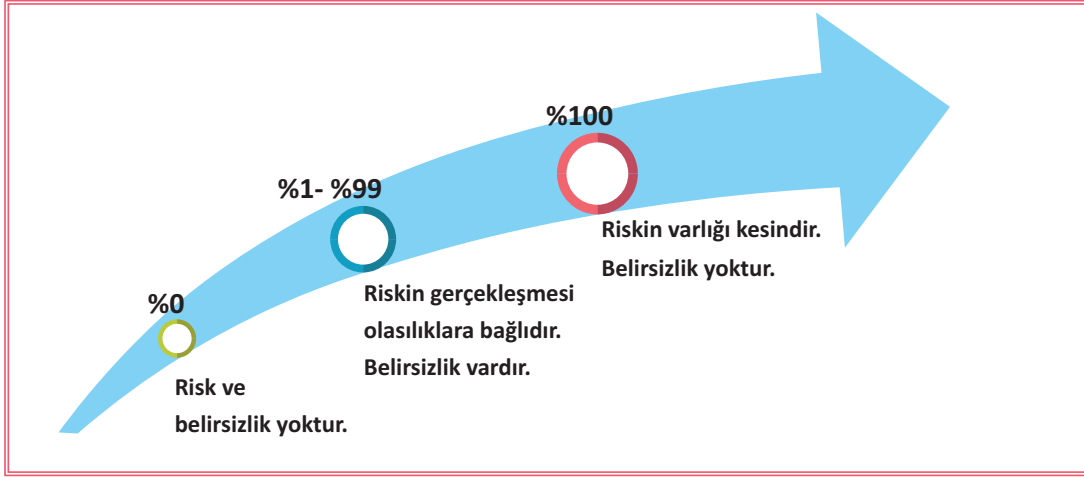 %0
Risk ve
belirsizlik yoktur.
%1- %99
Riskin gerçekleşmesi
olasılıklara bağlıdır.
Belirsizlik vardır.
%100
Riskin varlığı kesindir.
Belirsizlik yoktur.